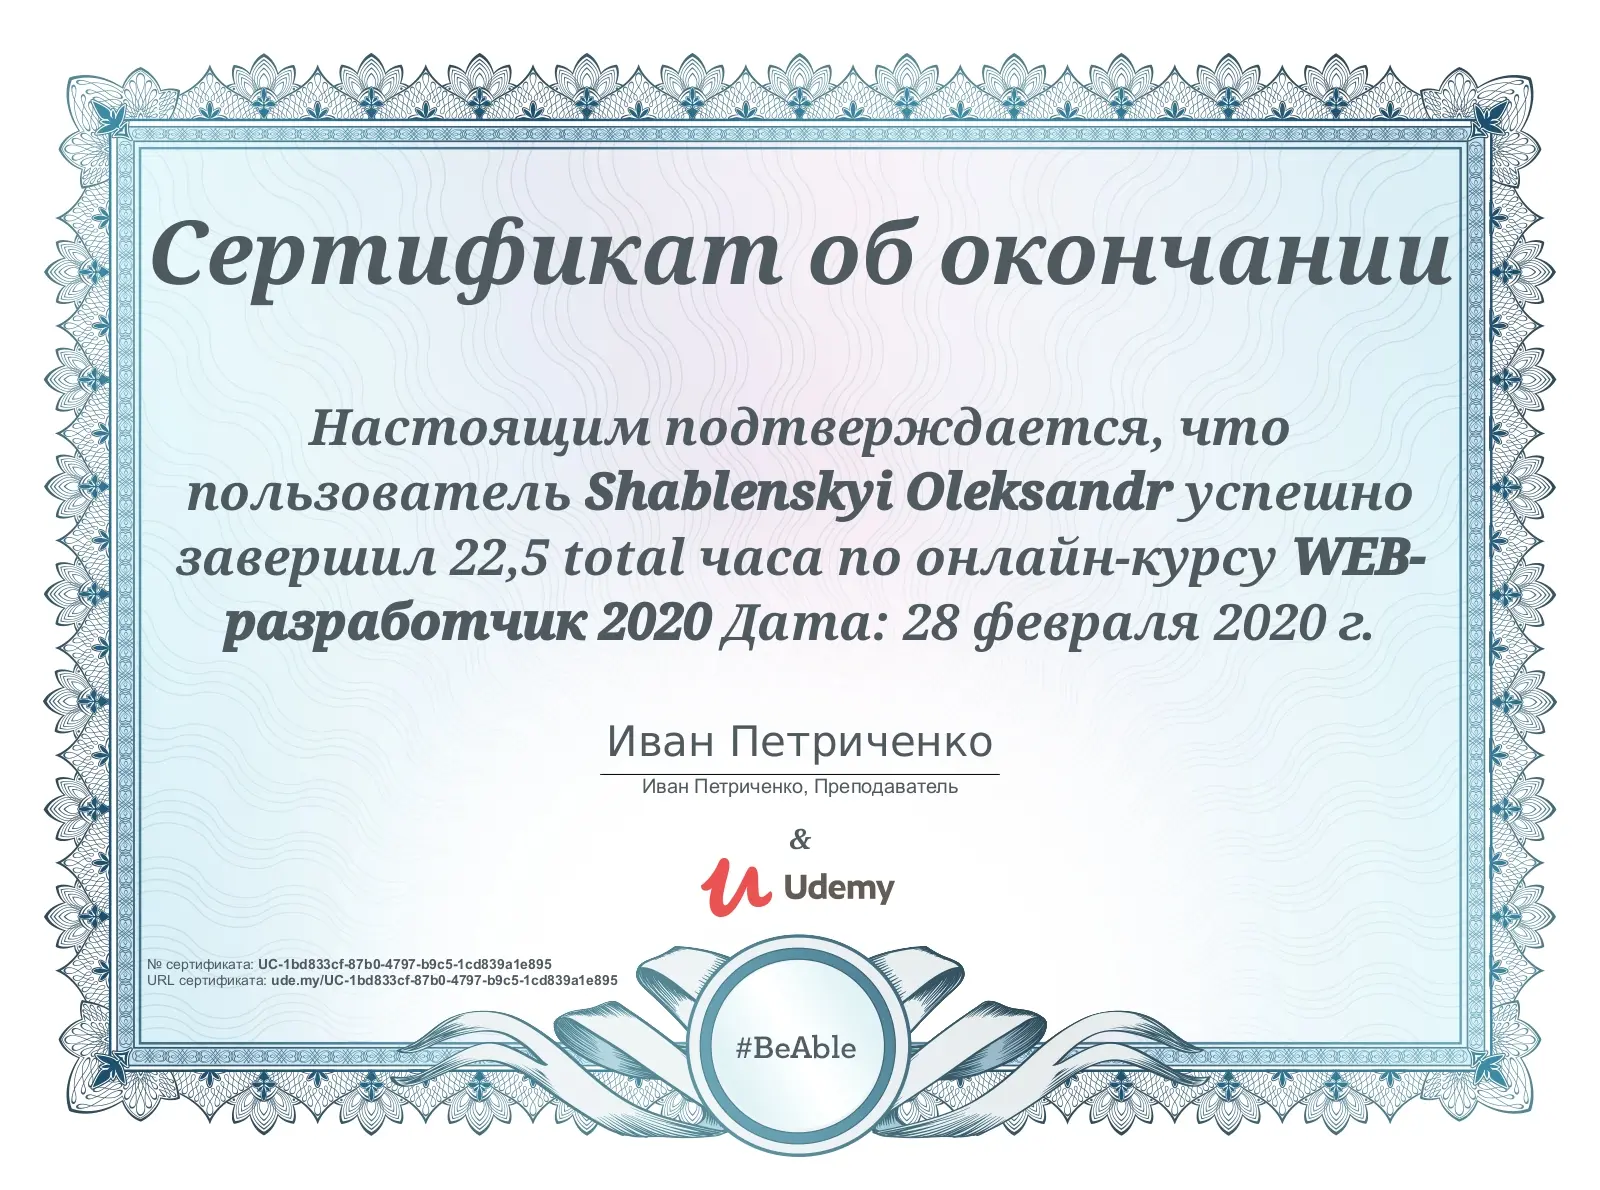 Сертификат об окончании
Настоящим подтверждается, что
пользователь Shablenskyi Oleksandr успешно
завершил 22,5 total часа по онлайн-курсу WEB-
разработчик 2020 Дата: 28 февраля 2020 г.
Иван Петриченко
Иван Петриченко, Преподаватель
&
Udemy
№ сертификата: UC-1bd833cf-87b0-4797-b9c5-1cd839a1e895
URL сертификата: ude.my/UC-1bd833cf-87b0-4797-b9c5-1cd839a1e895
#BeAble